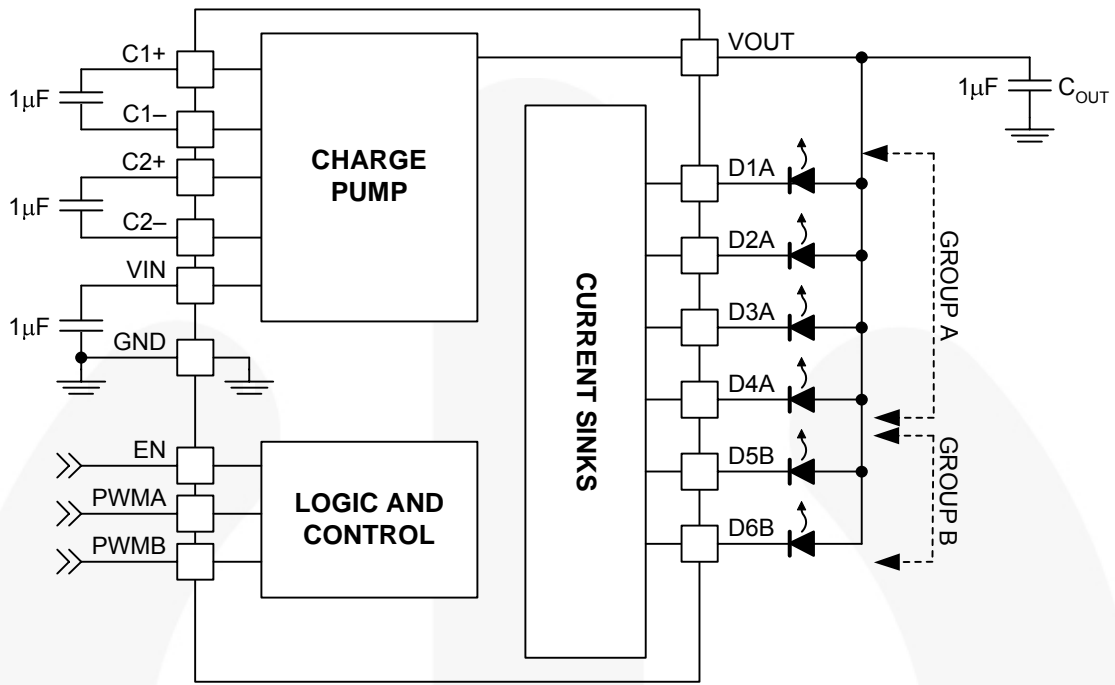 C1+
1μF
C1–
C2+
1μF
C2–
VIN
1μF
GND
EN
PWMA
PWMB
CHARGE
PUMP
LOGIC AND
CONTROL
CURRENT SINKS
VOUT
1μF
COUT
D1A
D2A
D3A
D4A
D5B
D6B
GROUP A
GROUP B